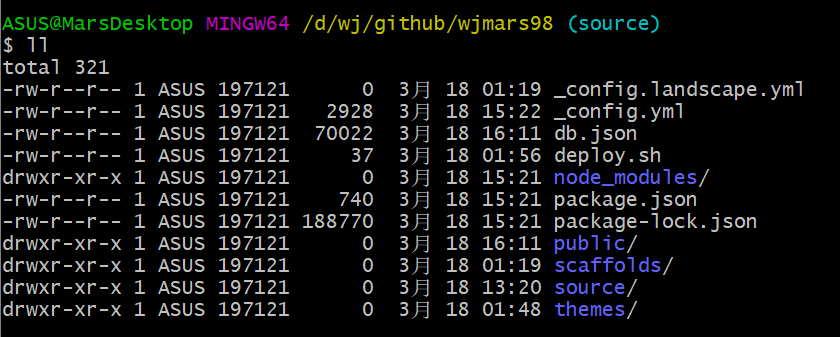 ASUS@MarsDesktop MINGW64 /d/wj/github/wjmars98 (source)
$ ll
total 321
-rw-r--r-- 1 ASUS 197121      0  3月 18 01:19 _config.landscape.yml
-rw-r--r-- 1 ASUS 197121   2928  3月 18 15:22 _config.yml
-rw-r--r-- 1 ASUS 197121  70022  3月 18 16:11 db.json
-rw-r--r-- 1 ASUS 197121     37  3月 18 01:56 deploy.sh
drwxr-xr-x 1 ASUS 197121      0  3月 18 15:21 node_modules/
-rw-r--r-- 1 ASUS 197121    740  3月 18 15:21 package.json
-rw-r--r-- 1 ASUS 197121 188770  3月 18 15:21 package-lock.json
drwxr-xr-x 1 ASUS 197121      0  3月 18 16:11 public/
drwxr-xr-x 1 ASUS 197121      0  3月 18 01:19 scaffolds/
drwxr-xr-x 1 ASUS 197121      0  3月 18 13:20 source/
drwxr-xr-x 1 ASUS 197121      0  3月 18 01:48 themes/